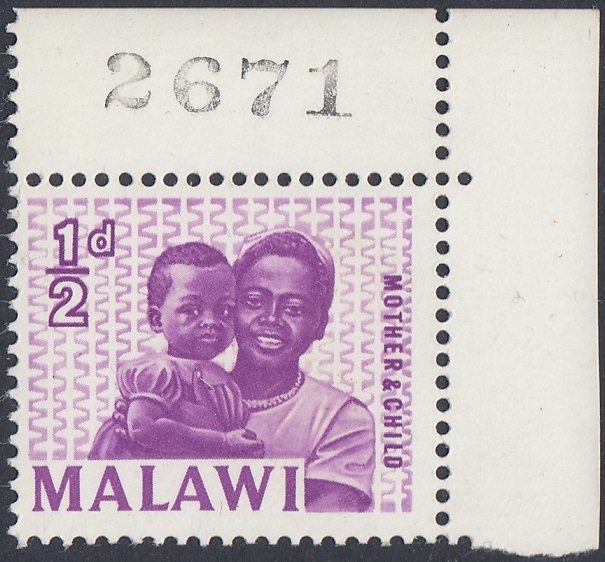 2671
1/2d
MOTHER & CHILD
MALAWI